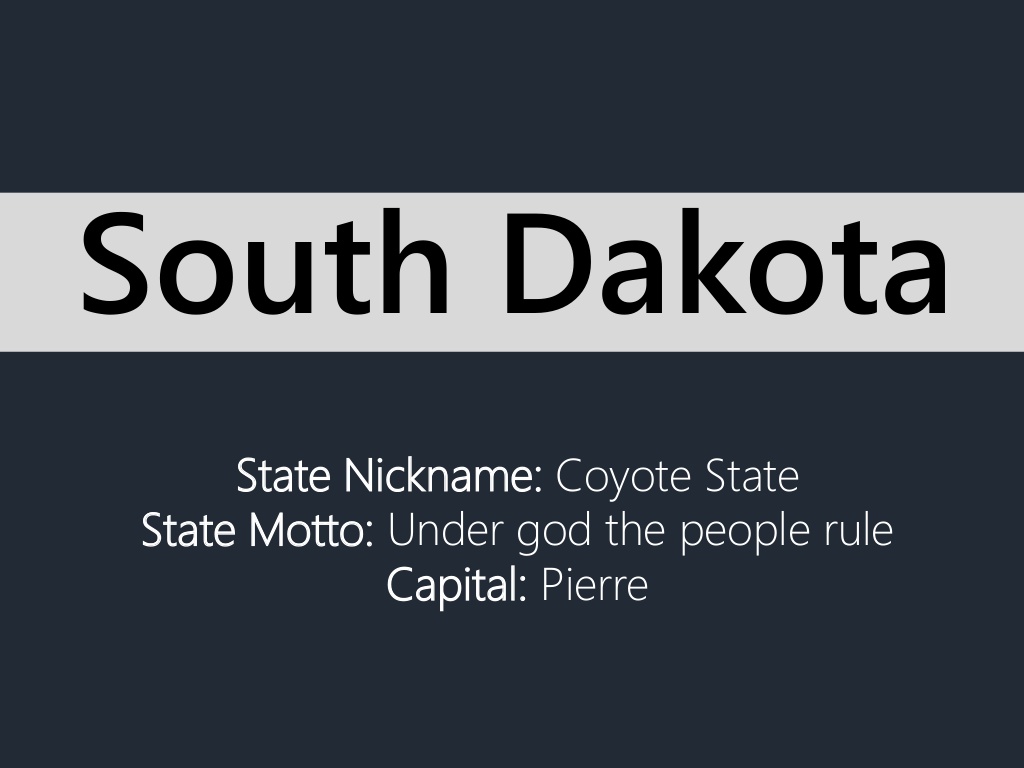 South Dakota
State Nickname: Coyote State
State Motto: Under god the people rule
Capital: Pierre